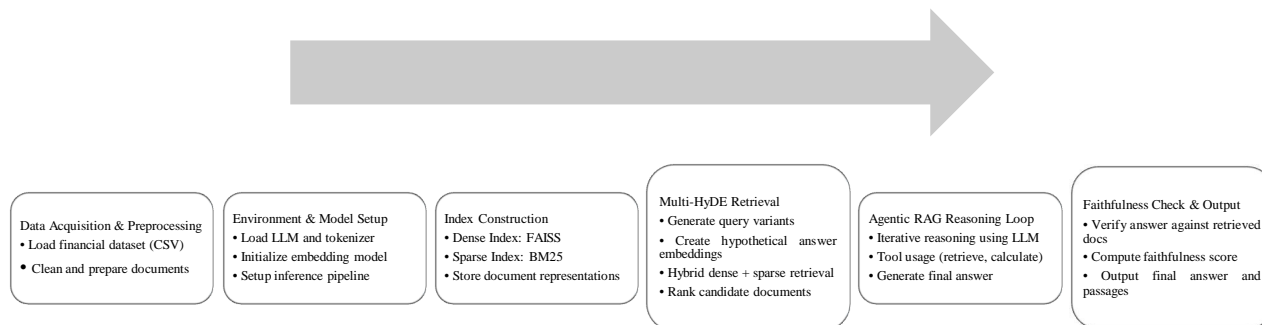 Data Acquisition & Preprocessing
• Load financial dataset (CSV)
• Clean and prepare documents
Environment & Model Setup
• Load LLM and tokenizer
• Initialize embedding model
• Setup inference pipeline
Index Construction
• Dense Index: FAISS
• Sparse Index: BM25
• Store document representations
Multi-HyDE Retrieval
• Generate query variants
• Create hypothetical answer
embeddings
• Hybrid dense + sparse retrieval
• Rank candidate documents
Agentic RAG Reasoning Loop
• Iterative reasoning using LLM
• Tool usage (retrieve, calculate)
• Generate final answer
Faithfulness Check & Output
• Verify answer against retrieved
docs
• Compute faithfulness score
• Output final answer and
passages